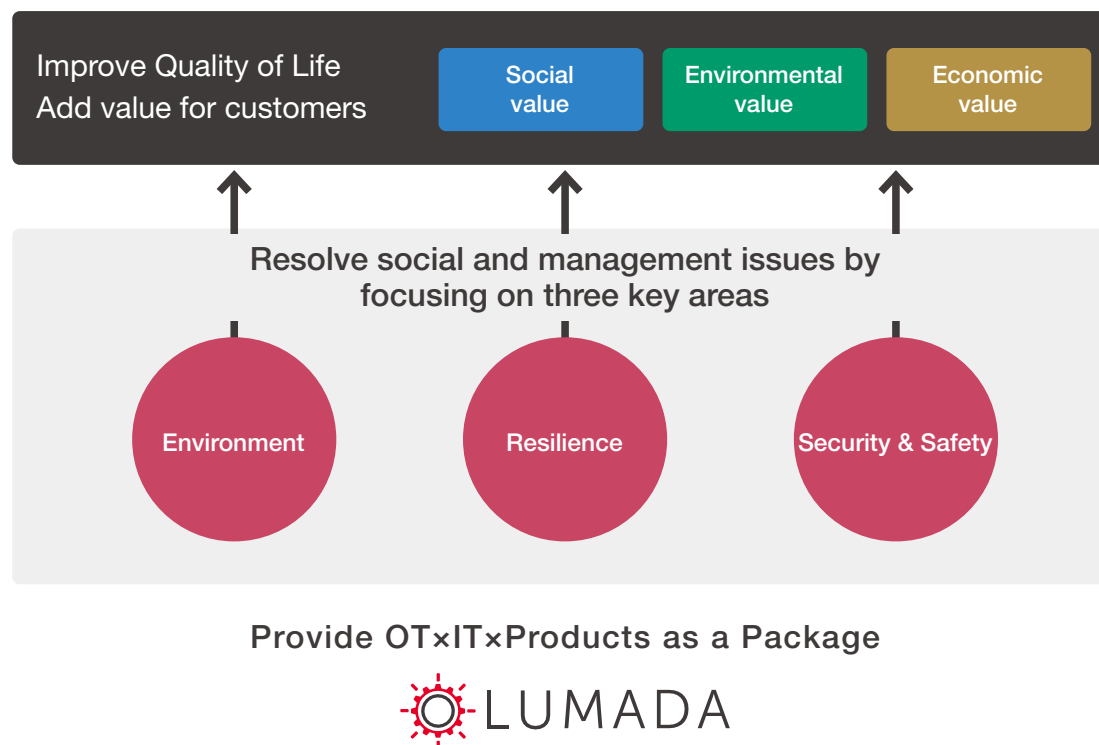 Improve Quality of Life
Add value for customers
Social
value
Environmental
value
Economic
value
Resolve social and management issues by
focusing on three key areas
Environment
Resilience
Security & Safety
Provide OT×IT×Products as a Package
LUMADA